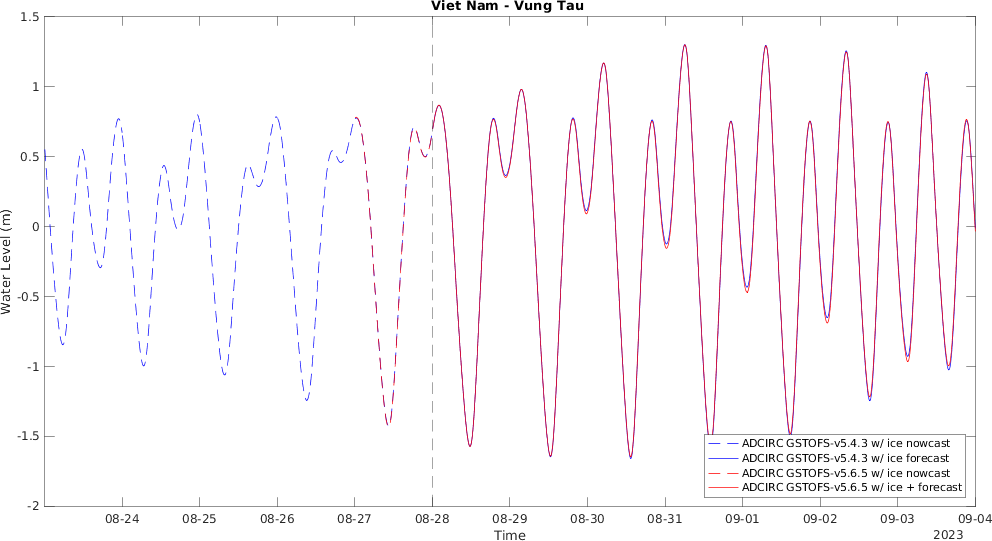 Viet Nam - Vung Tau
1.5
1
0.5
0
-0.5
-1
-1.5
-2
Water Level (m)
ADCIRC GSTOFS-v5.4.3 w/ ice nowcast
ADCIRC GSTOFS-v5.4.3 w/ ice forecast
ADCIRC GSTOFS-v5.6.5 w/ ice nowcast
ADCIRC GSTOFS-v5.6.5 w/ ice + forecast
08-24 08-25 08-26 08-27 08-28 08-29 08-30 08-31 09-01 09-02 09-03 09-04
Time
2023